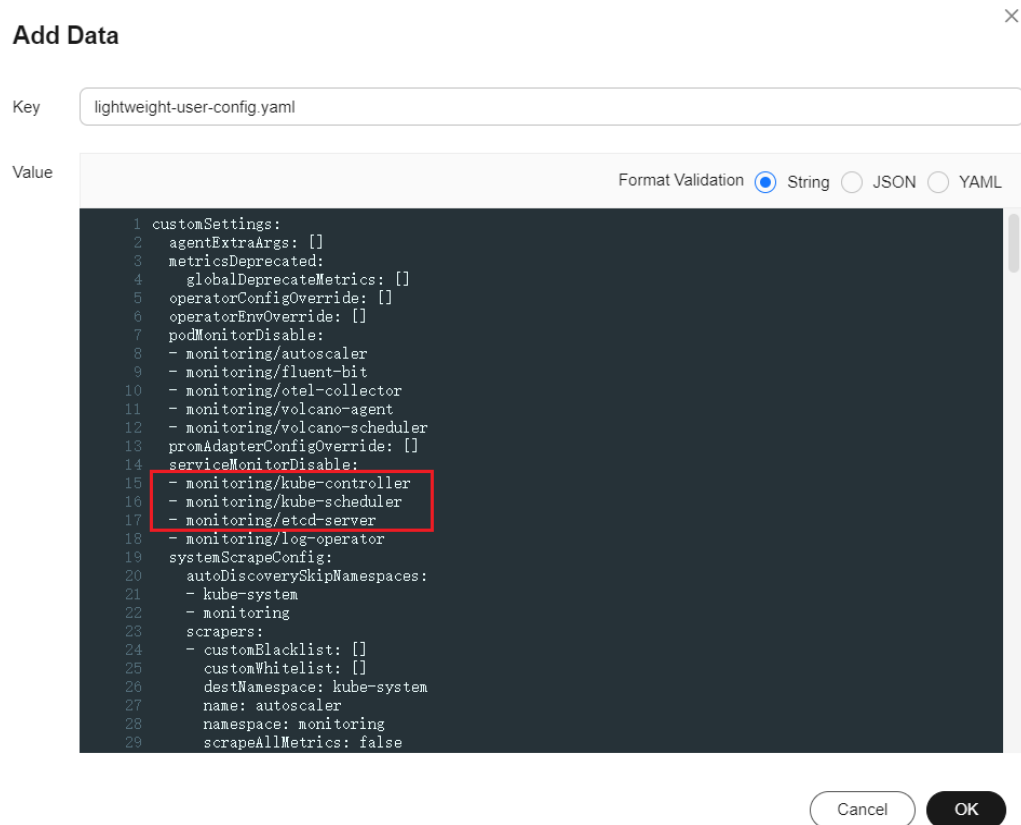 Add Data
Key lightweight-user-config.yaml
Value
Format Validation String JSON YAML
1 customSettings:
2   agentExtraArgs: []
3   metricsDeprecated:
4     globalDeprecateMetrics: []
5   operatorConfigOverride: []
6   operatorEnvOverride: []
7   podMonitorDisable:
8   - monitoring/autoscaler
9   - monitoring/fluent-bit
10   - monitoring/otel-collector
11   - monitoring/volcano-agent
12   - monitoring/volcano-scheduler
13   promAdapterConfigOverride: []
14   serviceMonitorDisable:
15   - monitoring/kube-controller
16   - monitoring/kube-scheduler
17   - monitoring/etcd-server
18   - monitoring/log-operator
19   systemScrapeConfig:
20     autoDiscoverySkipNamespaces:
21     - kube-system
22     - monitoring
23     scrapers:
24     - customBlacklist: []
25       customWhitelist: []
26       destNamespace: kube-system
27       name: autoscaler
28       namespace: monitoring
29       scrapeAllMetrics: false
Cancel OK